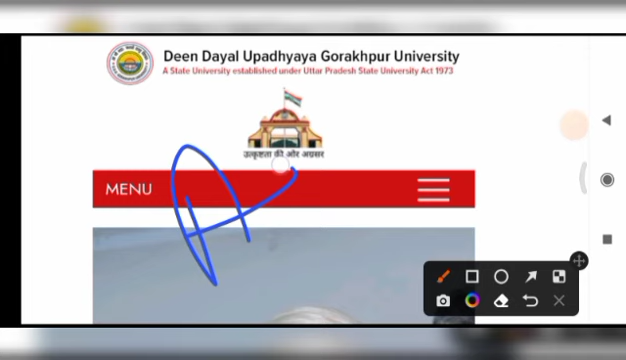 Deen Dayal Upadhyaya Gorakhpur University
A State University established under Uttar Pradesh State University Act 1973
उत्कृष्टता की ओर अग्रसर
MENU